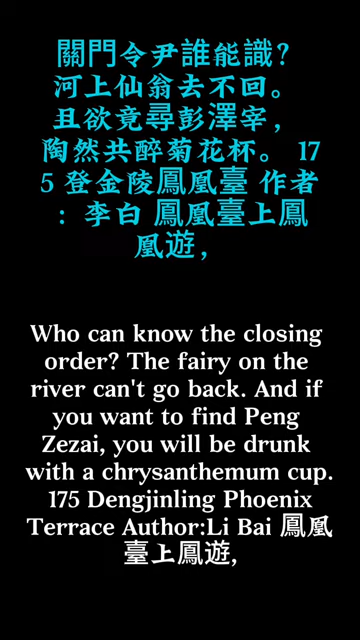 關門令尹誰能識？
河上仙翁去不回。
且欲竟尋彭澤宰，
陶然共醉菊花杯。 17
5 登金陵鳳凰臺 作者
：李白 鳳凰臺上鳳
凰遊，
Who can know the closing
order? The fairy on the
river can't go back. And if
you want to find Peng
Zezai, you will be drunk
with a chrysanthemum cup.
175 Dengjinling Phoenix
Terrace Author:Li Bai 鳳凰
臺上鳳遊,